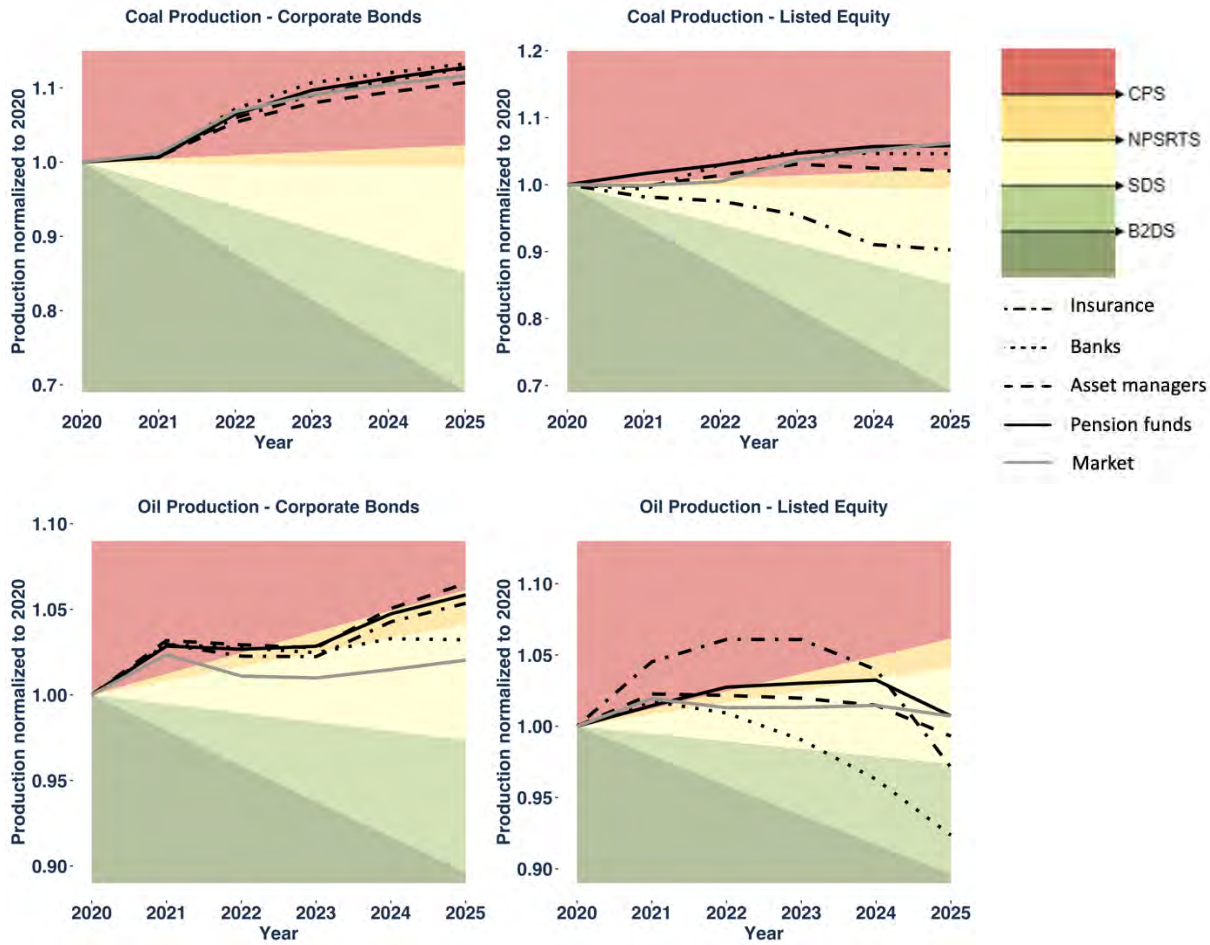 Coal Production - Corporate Bonds
Production normalized to 2020
1.1
1.0
0.9
0.8
0.7
2020 2021 2022 2023 2024 2025
Year
Coal Production - Listed Equity
Production normalized to 2020
1.2
1.1
1.0
0.9
0.8
0.7
2020 2021 2022 2023 2024 2025
Year
CPS
NPSRTS
SDS
B2DS
Insurance
Banks
Asset managers
Pension funds
Market
Oil Production - Corporate Bonds
Production normalized to 2020
1.10
1.05
1.00
0.95
0.90
2020 2021 2022 2023 2024 2025
Year
Oil Production - Listed Equity
Production normalized to 2020
1.10
1.05
1.00
0.95
0.90
2020 2021 2022 2023 2024 2025
Year